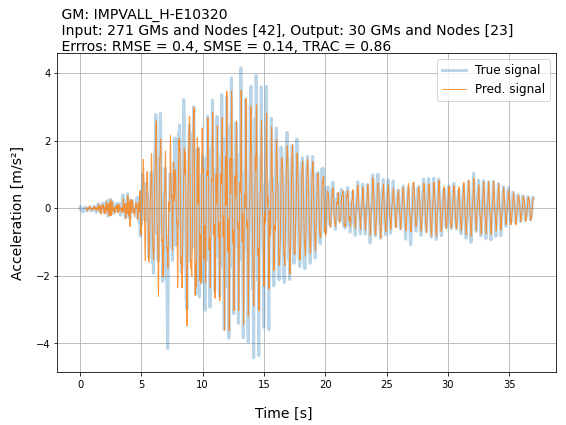 GM: IMPVALL_H-E10320
Input: 271 GMs and Nodes [42], Output: 30 GMs and Nodes [23]
Errros: RMSE = 0.4, SMSE = 0.14, TRAC = 0.86
True signal
Pred. signal
4
2
0
−2
−4
Acceleration [m/s²]
0 5 10 15 20 25 30 35
Time [s]